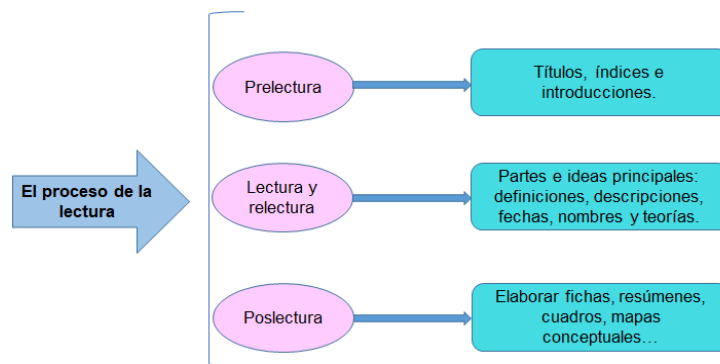 El proceso de la
lectura
Prelectura
Títulos, índices e
introducciones.
Lectura y
relectura
Partes e ideas principales:
definiciones, descripciones,
fechas, nombres y teorías.
Poslectura
Elaborar fichas, resúmenes,
cuadros, mapas
conceptuales…